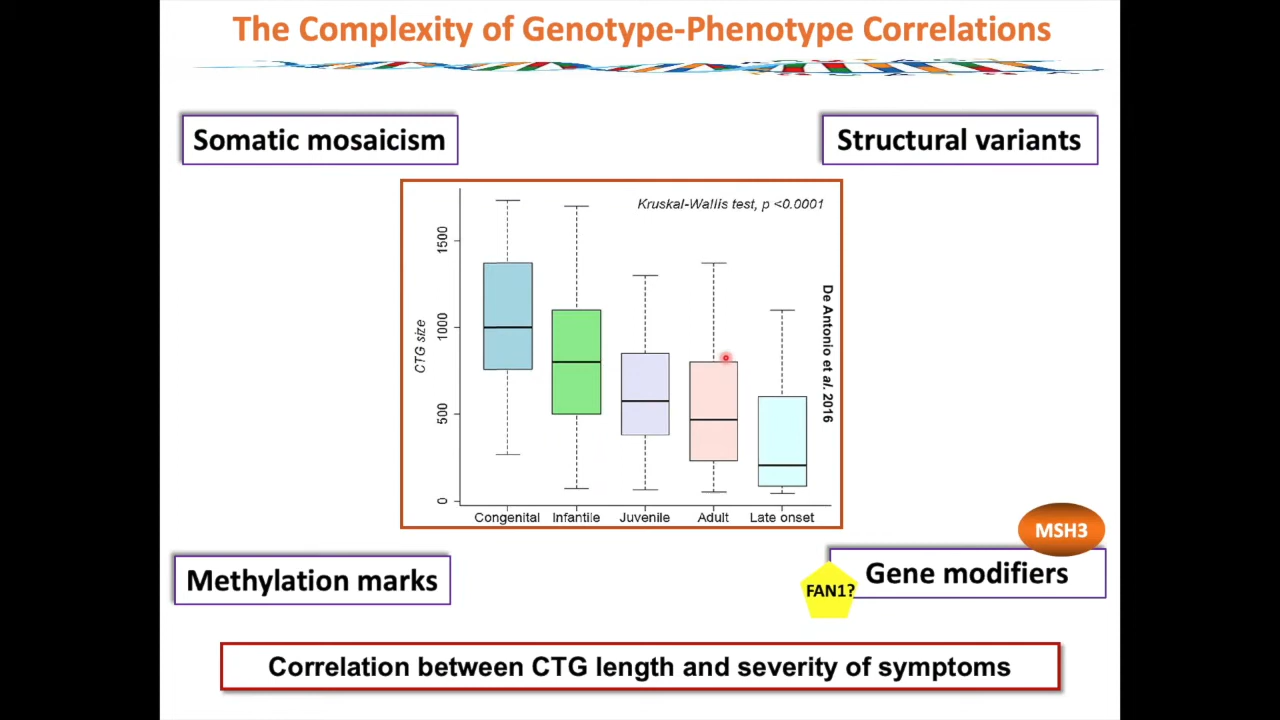 The Complexity of Genotype-Phenotype Correlations
Somatic mosaicism
Structural variants
Kruskal-Wallis test, p <0.0001
1500
1000
500
0
CTG size
De Antonio et al. 2016
Congenital
Infantile
Juvenile
Adult
Late onset
MSH3
Methylation marks
Gene modifiers
FAN1?
Correlation between CTG length and severity of symptoms